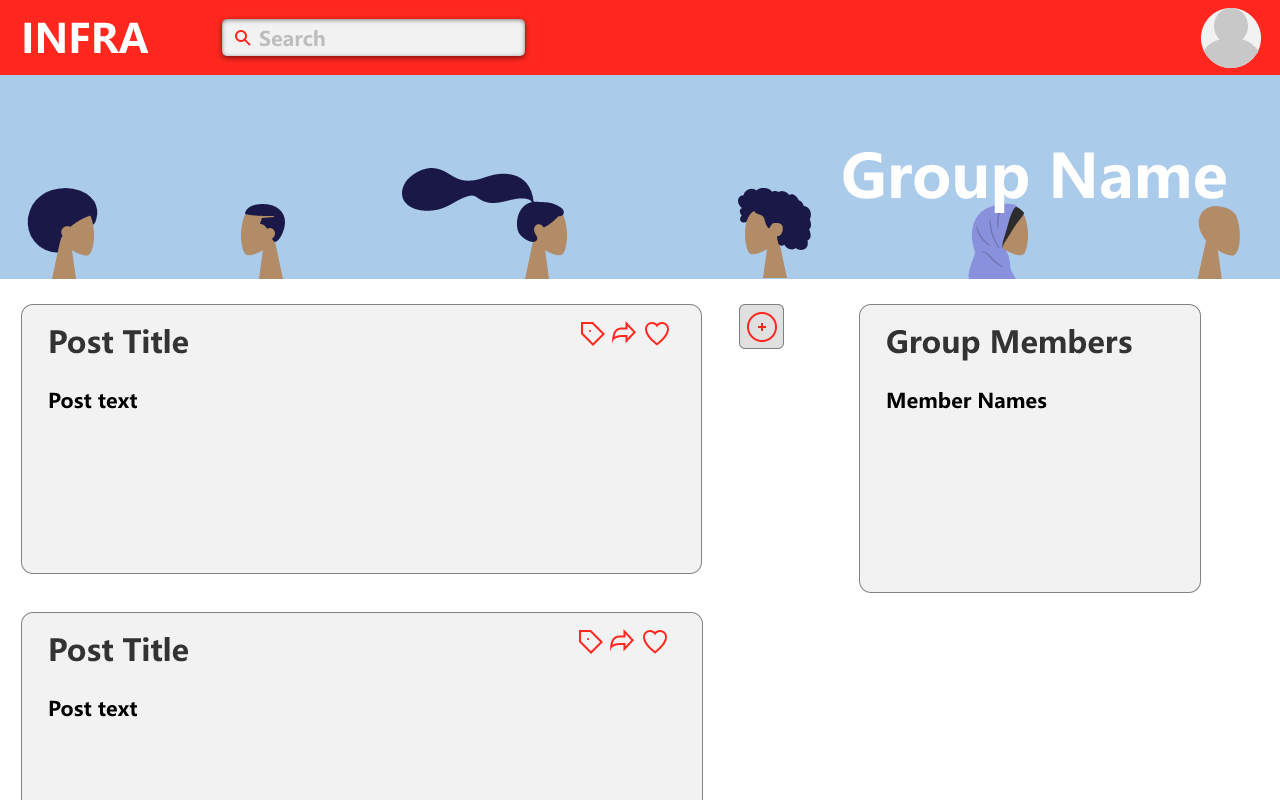 INFRA
Search
Group Name
Post Title
Post text
Group Members
Member Names
Post Title
Post text